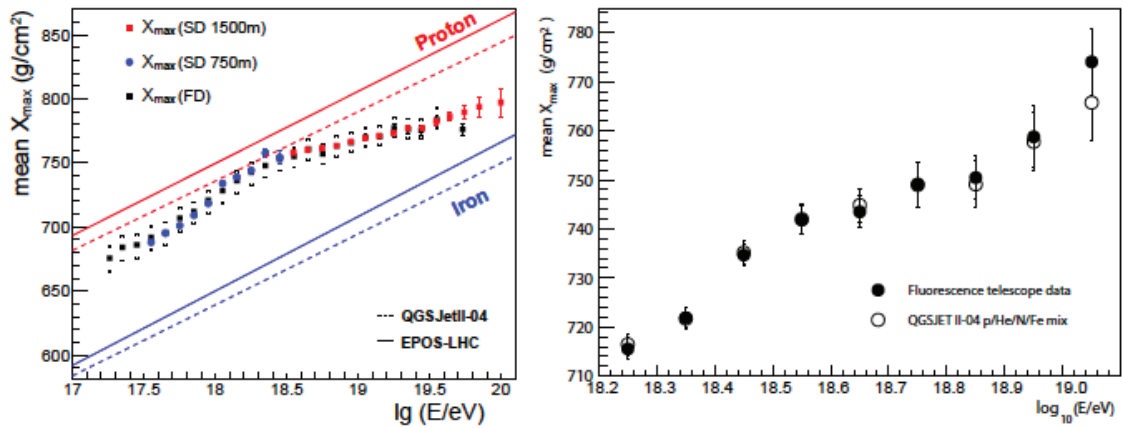 mean X_max (g/cm²)
850
800
750
700
650
600
X_max (SD 1500m)
X_max (SD 750m)
X_max (FD)
Proton
Iron
QGSJetII-04
EPOS-LHC
17 17.5 18 18.5 19 19.5 20
lg (E/eV)
mean X_max (g/cm²)
780
770
760
750
740
730
720
710
Fluorescence telescope data
QGSJET II-04 p/He/N/Fe mix
18.2 18.3 18.4 18.5 18.6 18.7 18.8 18.9 19.0
log₁₀(E/eV)